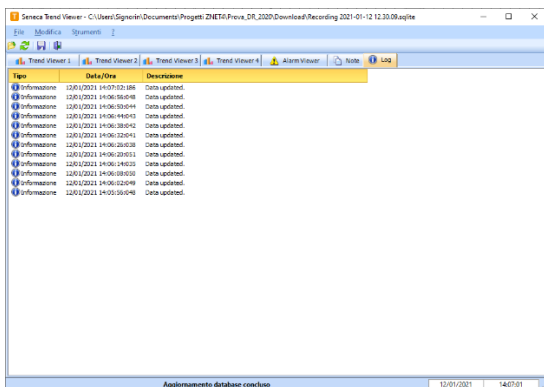 Seneca Trend Viewer - C:\Users\Signorin\Documents\Progetti ZNET4\Prova_DR_2020\Download\Recording 2021-01-12 12.30.09.sqlite
File Modifica Strumenti ?
Trend Viewer 1 Trend Viewer 2 Trend Viewer 3 Trend Viewer 4 Alarm Viewer Note Log
Tipo Data/Ora Descrizione
Informazione 12/01/2021 14:07:02:186 Data updated.
Informazione 12/01/2021 14:06:56:048 Data updated.
Informazione 12/01/2021 14:06:50:044 Data updated.
Informazione 12/01/2021 14:06:44:043 Data updated.
Informazione 12/01/2021 14:06:38:042 Data updated.
Informazione 12/01/2021 14:06:32:041 Data updated.
Informazione 12/01/2021 14:06:26:038 Data updated.
Informazione 12/01/2021 14:06:20:051 Data updated.
Informazione 12/01/2021 14:06:14:035 Data updated.
Informazione 12/01/2021 14:06:08:050 Data updated.
Informazione 12/01/2021 14:06:02:049 Data updated.
Informazione 12/01/2021 14:05:56:048 Data updated.
Aggiornamento database concluso 12/01/2021 14:07:01